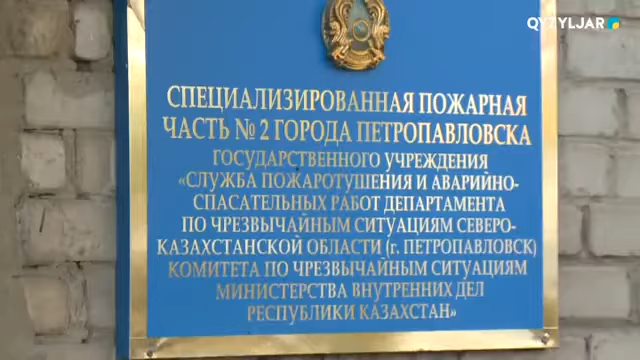 QYZYLJAR
СПЕЦИАЛИЗИРОВАННАЯ ПОЖАРНАЯ
ЧАСТЬ № 2 ГОРОДА ПЕТРОПАВЛОВСКА
ГОСУДАРСТВЕННОГО УЧРЕЖДЕНИЯ
«СЛУЖБА ПОЖАРОТУШЕНИЯ И АВАРИЙНО-
СПАСАТЕЛЬНЫХ РАБОТ ДЕПАРТАМЕНТА
ПО ЧРЕЗВЫЧАЙНЫМ СИТУАЦИЯМ СЕВЕРО-
КАЗАХСТАНСКОЙ ОБЛАСТИ (г. ПЕТРОПАВЛОВСК)
КОМИТЕТА ПО ЧРЕЗВЫЧАЙНЫМ СИТУАЦИЯМ
МИНИСТЕРСТВА ВНУТРЕННИХ ДЕЛ
РЕСПУБЛИКИ КАЗАХСТАН»